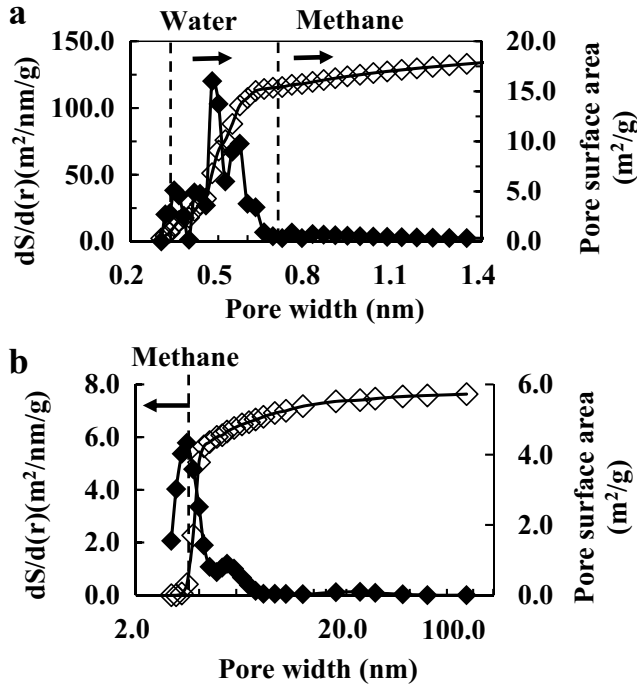 a
Water Methane
150.0 20.0
100.0 15.0
10.0
50.0 5.0
0.0 0.0
dS/d(r)(m²/nm/g)
Pore surface area
(m²/g)
0.2 0.5 0.8 1.1 1.4
Pore width (nm)
b
Methane
8.0 6.0
6.0 4.0
4.0
2.0 2.0
0.0 0.0
dS/d(r)(m²/nm/g)
Pore surface area
(m²/g)
2.0 20.0 100.0
Pore width (nm)